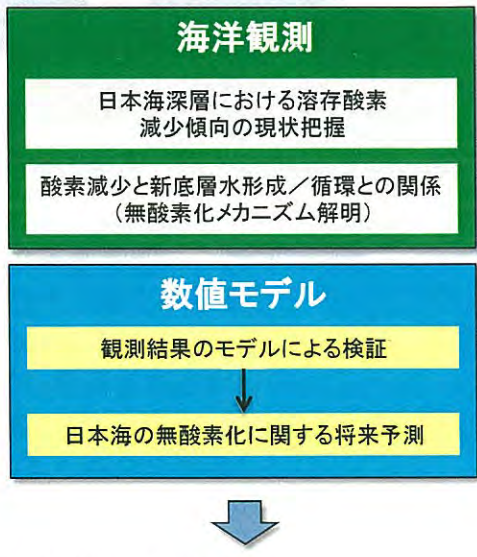 海洋観測
日本海深層における溶存酸素
減少傾向の現状把握
酸素減少と新底層水形成／循環との関係
(無酸素化メカニズム解明)
数値モデル
観測結果のモデルによる検証
日本海の無酸素化に関する将来予測